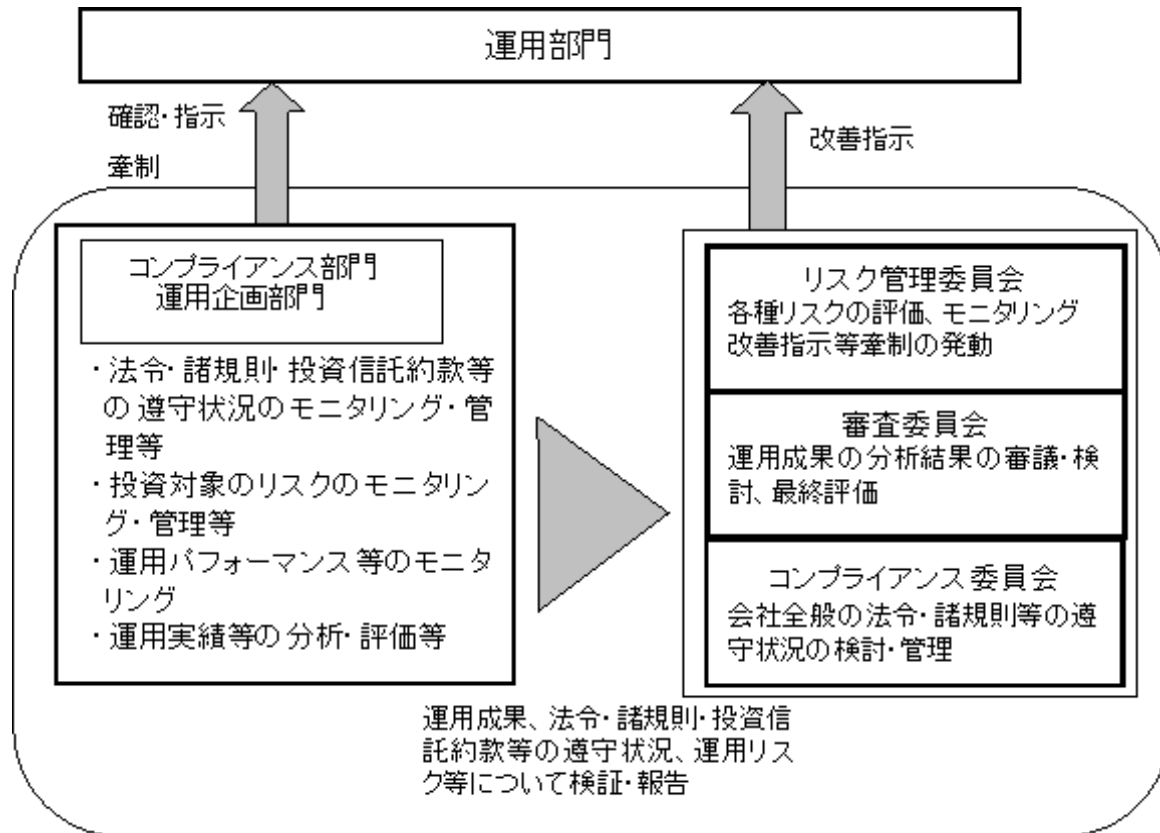 運用部門
確認・指示
牽制
改善指示
コンプライアンス部門
運用企画部門
・法令・諸規則・投資信託約款等
の遵守状況のモニタリング・管
理等
・投資対象のリスクのモニタリン
グ・管理等
・運用パフォーマンス等のモニタ
リング
・運用実績等の分析・評価等
リスク管理委員会
各種リスクの評価、モニタリング
改善指示等牽制の発動
審査委員会
運用成果の分析結果の審議・検
討、最終評価
コンプライアンス委員会
会社全般の法令・諸規則等の遵
守状況の検討・管理
運用成果、法令・諸規則・投資信
託約款等の遵守状況、運用リス
ク等について検証・報告